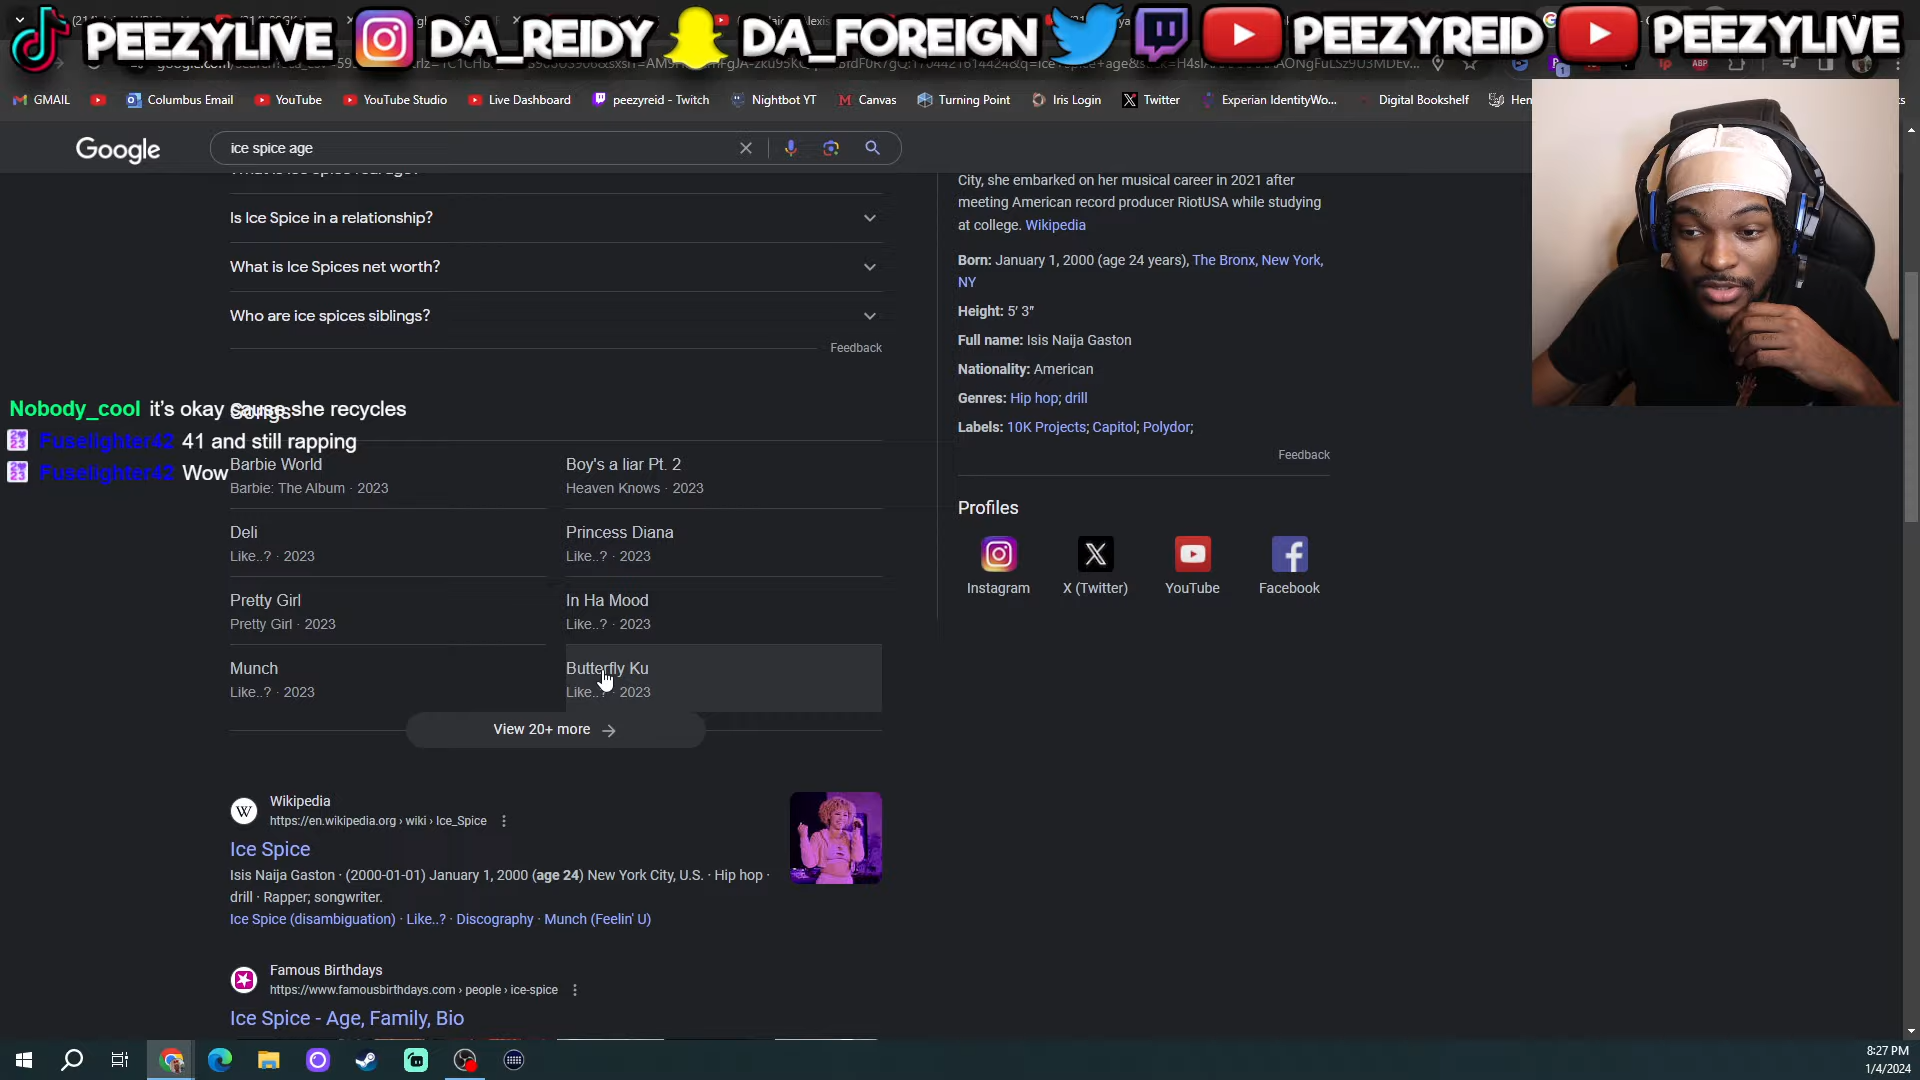 PEEZYLIVE DA_REIDY DA_FOREIGN PEEZYREID PEEZYLIVE
GMAIL Columbus Email YouTube YouTube Studio Live Dashboard peezyreid - Twitch Nightbot YT Canvas Turning Point Iris Login Twitter Experian IdentityWo... Digital Bookshelf
Google
ice spice age
Is Ice Spice in a relationship?
What is Ice Spices net worth?
Who are ice spices siblings?
Feedback
City, she embarked on her musical career in 2021 after
meeting American record producer RiotUSA while studying
at college. Wikipedia
Born: January 1, 2000 (age 24 years), The Bronx, New York,
NY
Height: 5′ 3″
Full name: Isis Naija Gaston
Nationality: American
Genres: Hip hop; drill
Labels: 10K Projects; Capitol; Polydor;
Feedback
Profiles
Instagram X (Twitter) YouTube Facebook
Nobody_cool it's okay cause she recycles
Songs
Fuselighter42 41 and still rapping
Fuselighter42 Wow
Barbie World
Barbie: The Album · 2023
Boy's a liar Pt. 2
Heaven Knows · 2023
Deli
Like..? · 2023
Princess Diana
Like..? · 2023
Pretty Girl
Pretty Girl · 2023
In Ha Mood
Like..? · 2023
Munch
Like..? · 2023
Butterfly Ku
Like..? · 2023
View 20+ more
Wikipedia
https://en.wikipedia.org › wiki › Ice_Spice
Ice Spice
Isis Naija Gaston · (2000-01-01) January 1, 2000 (age 24) New York City, U.S. · Hip hop ·
drill · Rapper; songwriter.
Ice Spice (disambiguation) · Like..? · Discography · Munch (Feelin' U)
Famous Birthdays
https://www.famousbirthdays.com › people › ice-spice
Ice Spice - Age, Family, Bio
8:27 PM
1/4/2024